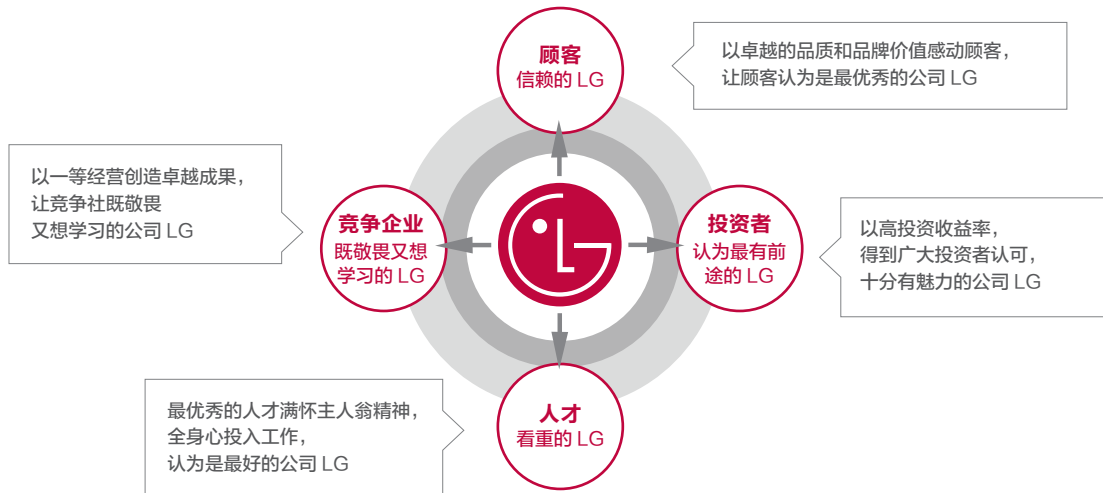 顾客
信赖的 LG
以卓越的品质和品牌价值感动顾客，
让顾客认为是最优秀的公司 LG
以一等经营创造卓越成果，
让竞争社既敬畏
又想学习的公司 LG
竞争企业
既敬畏又想
学习的 LG
投资者
认为最有前
途的 LG
以高投资收益率，
得到广大投资者认可，
十分有魅力的公司 LG
最优秀的人才满怀主人翁精神，
全身心投入工作，
认为是最好的公司 LG
人才
看重的 LG